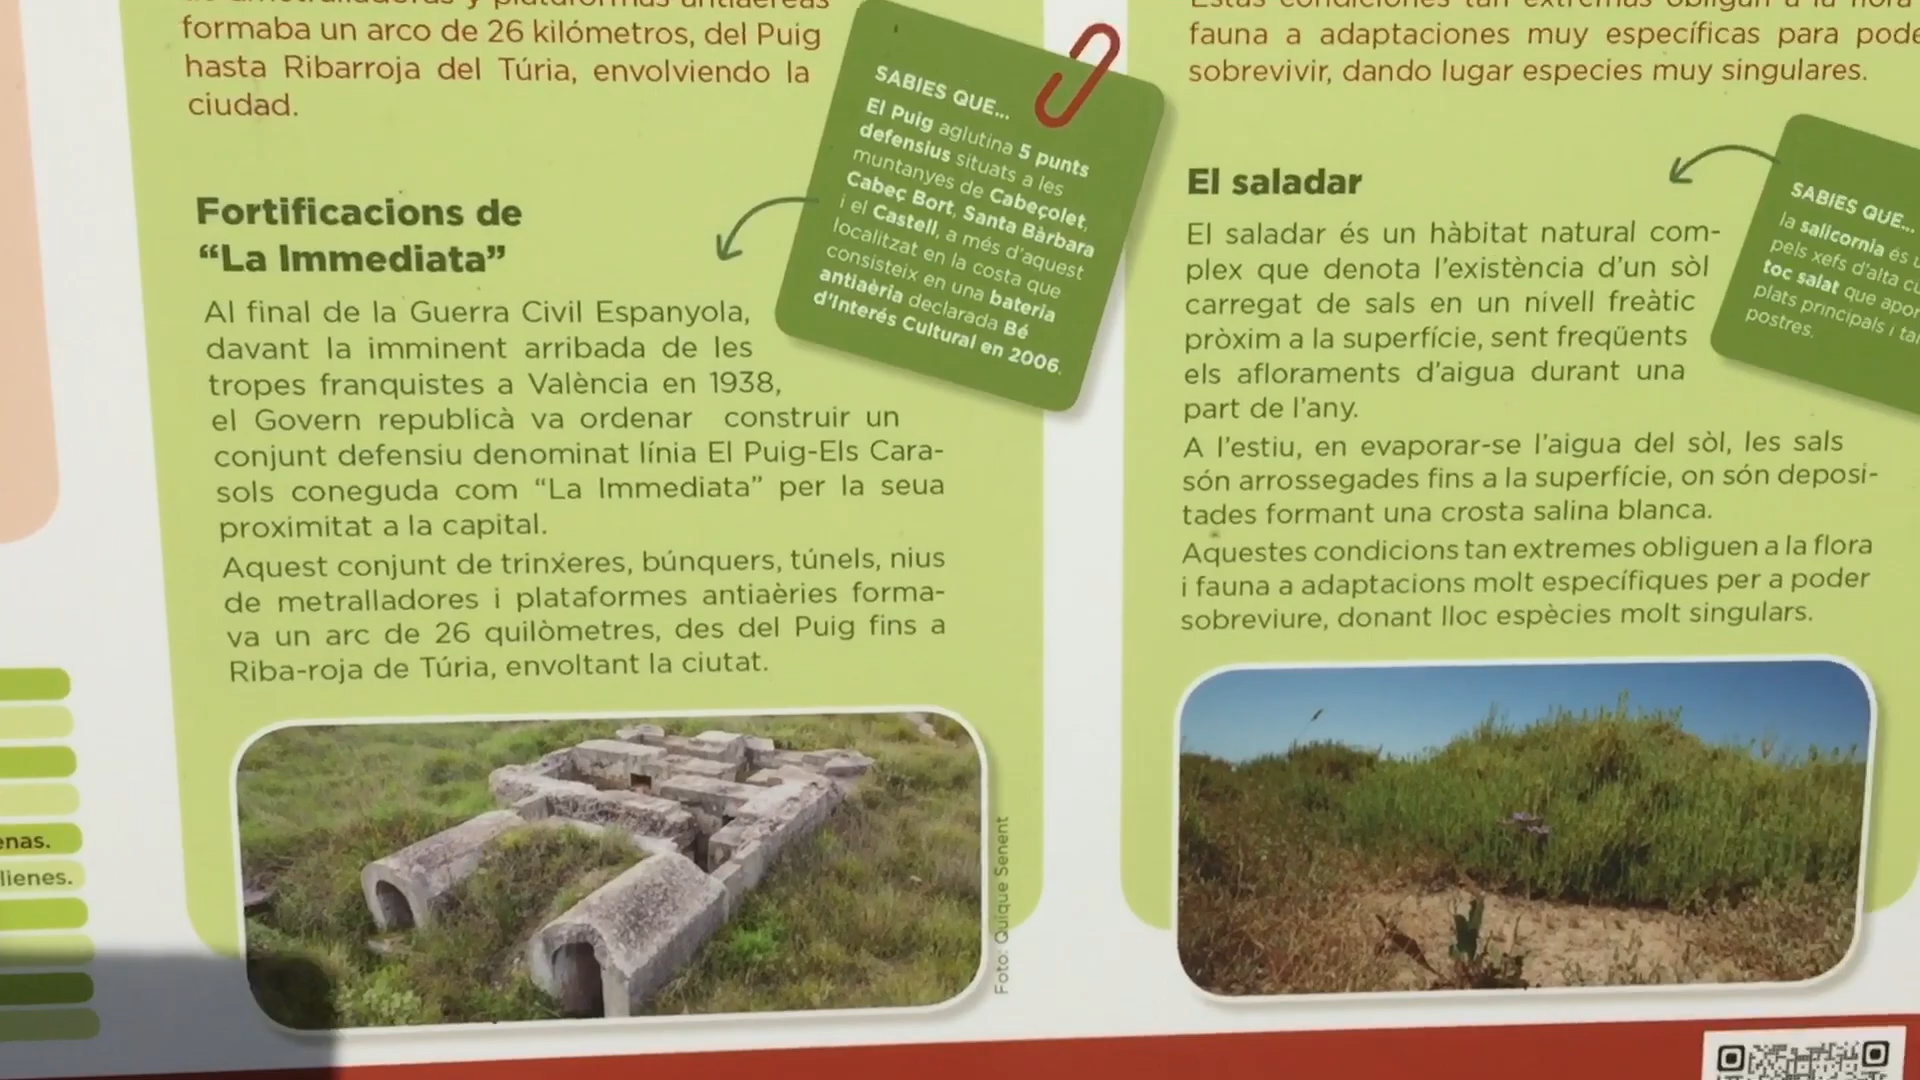 formaba un arco de 26 kilómetros, del Puig
hasta Ribarroja del Túria, envolviendo la
ciudad.
Fortificacions de
“La Immediata”
Al final de la Guerra Civil Espanyola,
davant la imminent arribada de les
tropes franquistes a València en 1938,
el Govern republicà va ordenar construir un
conjunt defensiu denominat línia El Puig-Els Cara-
sols coneguda com “La Immediata” per la seua
proximitat a la capital.
Aquest conjunt de trinxeres, búnquers, túnels, nius
de metralladores i plataformes antiaèries forma-
va un arc de 26 quilòmetres, des del Puig fins a
Riba-roja de Túria, envoltant la ciutat.
Foto: Quique Senent
SABIES QUE...
El Puig aglutina 5 punts
defensius situats a les
muntanyes de Cabeçolet,
Cabeç Bort, Santa Bàrbara
i el Castell, a més d’aquest
localitzat en la costa que
consisteix en una bateria
antiaèria declarada Bé
d’Interés Cultural en 2006.
fauna a adaptaciones muy específicas para
sobrevivir, dando lugar especies muy singulares.
El saladar
El saladar és un hàbitat natural com-
plex que denota l’existència d’un sòl
carregat de sals en un nivell freàtic
pròxim a la superfície, sent freqüents
els afloraments d’aigua durant una
part de l’any.
A l’estiu, en evaporar-se l’aigua del sòl, les sals
són arrossegades fins a la superfície, on són deposi-
tades formant una crosta salina blanca.
Aquestes condicions tan extremes obliguen a la flora
i fauna a adaptacions molt específiques per a poder
sobreviure, donant lloc espècies molt singulars.
SABIES QUE...
la salicornia és
pels xefs d’alta
toc salat que
plats principals i
postres.